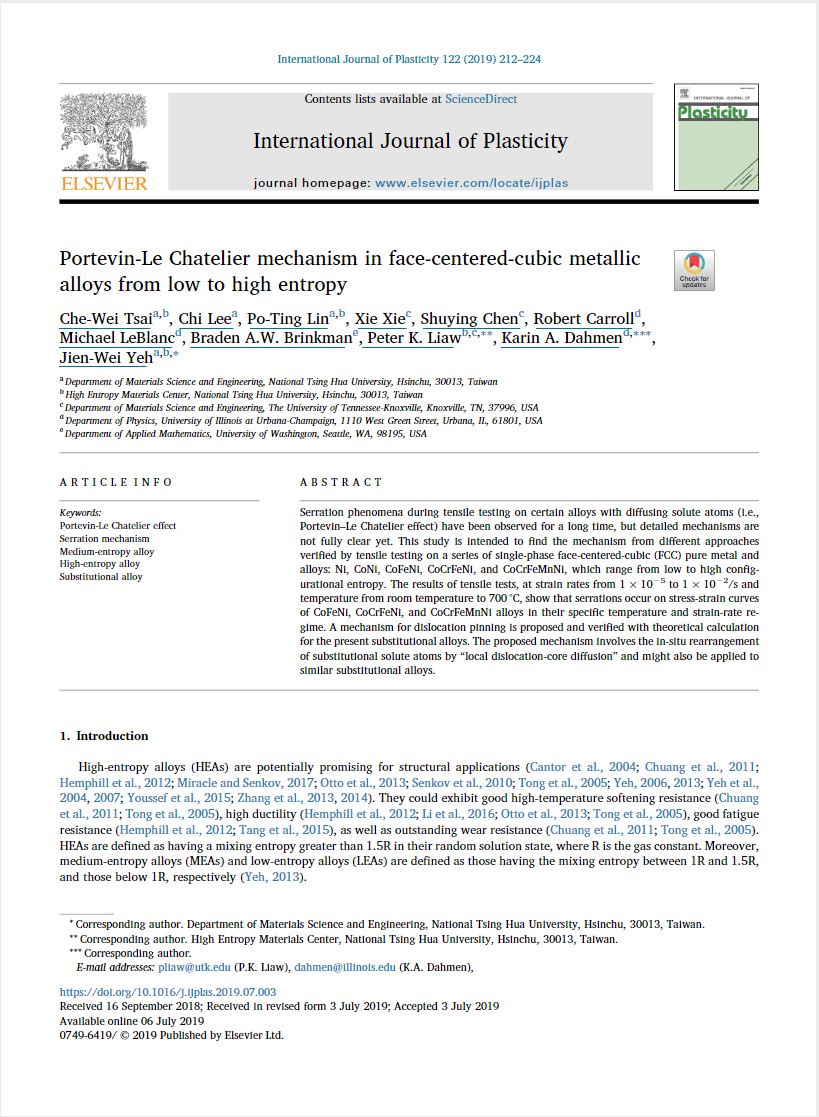 International Journal of Plasticity 122 (2019) 212–224
Contents lists available at ScienceDirect
International Journal of Plasticity
journal homepage: www.elsevier.com/locate/ijplas
ELSEVIER
INTERNATIONAL JOURNAL OF
Plasticity
Portevin-Le Chatelier mechanism in face-centered-cubic metallic
alloys from low to high entropy
Check for
updates
Che-Wei Tsaia,b, Chi Leea, Po-Ting Lina,b, Xie Xiec, Shuying Chenc, Robert Carrolld,
Michael LeBlancd, Braden A.W. Brinkmane, Peter K. Liawb,c,**, Karin A. Dahmend,***,
Jien-Wei Yeha,b,*
a Department of Materials Science and Engineering, National Tsing Hua University, Hsinchu, 30013, Taiwan
b High Entropy Materials Center, National Tsing Hua University, Hsinchu, 30013, Taiwan
c Department of Materials Science and Engineering, The University of Tennessee-Knoxville, Knoxville, TN, 37996, USA
d Department of Physics, University of Illinois at Urbana-Champaign, 1110 West Green Street, Urbana, IL, 61801, USA
e Department of Applied Mathematics, University of Washington, Seattle, WA, 98195, USA
ARTICLE INFO
Keywords:
Portevin-Le Chatelier effect
Serration mechanism
Medium-entropy alloy
High-entropy alloy
Substitutional alloy
ABSTRACT
Serration phenomena during tensile testing on certain alloys with diffusing solute atoms (i.e.,
Portevin–Le Chatelier effect) have been observed for a long time, but detailed mechanisms are
not fully clear yet. This study is intended to find the mechanism from different approaches
verified by tensile testing on a series of single-phase face-centered-cubic (FCC) pure metal and
alloys: Ni, CoNi, CoFeNi, CoCrFeNi, and CoCrFeMnNi, which range from low to high config-
urational entropy. The results of tensile tests, at strain rates from 1 × 10−5 to 1 × 10−2/s and
temperature from room temperature to 700 °C, show that serrations occur on stress-strain curves
of CoFeNi, CoCrFeNi, and CoCrFeMnNi alloys in their specific temperature and strain-rate re-
gime. A mechanism for dislocation pinning is proposed and verified with theoretical calculation
for the present substitutional alloys. The proposed mechanism involves the in-situ rearrangement
of substitutional solute atoms by “local dislocation-core diffusion” and might also be applied to
similar substitutional alloys.
1. Introduction
High-entropy alloys (HEAs) are potentially promising for structural applications (Cantor et al., 2004; Chuang et al., 2011;
Hemphill et al., 2012; Miracle and Senkov, 2017; Otto et al., 2013; Senkov et al., 2010; Tong et al., 2005; Yeh, 2006, 2013; Yeh et al.,
2004, 2007; Youssef et al., 2015; Zhang et al., 2013, 2014). They could exhibit good high-temperature softening resistance (Chuang
et al., 2011; Tong et al., 2005), high ductility (Hemphill et al., 2012; Li et al., 2016; Otto et al., 2013; Tong et al., 2005), good fatigue
resistance (Hemphill et al., 2012; Tang et al., 2015), as well as outstanding wear resistance (Chuang et al., 2011; Tong et al., 2005).
HEAs are defined as having a mixing entropy greater than 1.5R in their random solution state, where R is the gas constant. Moreover,
medium-entropy alloys (MEAs) and low-entropy alloys (LEAs) are defined as those having the mixing entropy between 1R and 1.5R,
and those below 1R, respectively (Yeh, 2013).
* Corresponding author. Department of Materials Science and Engineering, National Tsing Hua University, Hsinchu, 30013, Taiwan.
** Corresponding author. High Entropy Materials Center, National Tsing Hua University, Hsinchu, 30013, Taiwan.
*** Corresponding author.
E-mail addresses: pliaw@utk.edu (P.K. Liaw), dahmen@illinois.edu (K.A. Dahmen),
https://doi.org/10.1016/j.ijplas.2019.07.003
Received 16 September 2018; Received in revised form 3 July 2019; Accepted 3 July 2019
Available online 06 July 2019
0749-6419/ © 2019 Published by Elsevier Ltd.